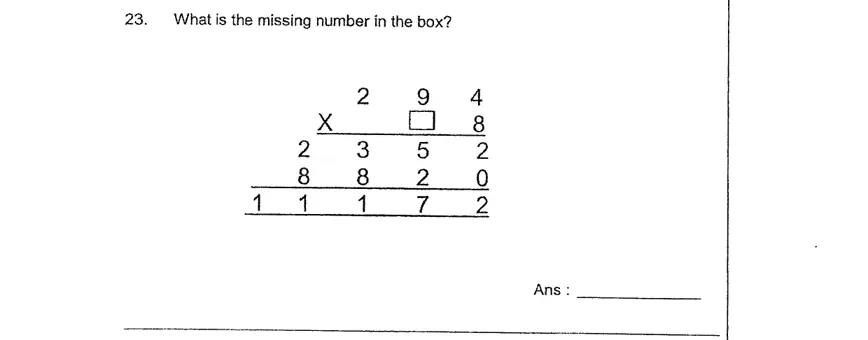 23. What is the missing number in the box?
2 9 4
X □ 8
2 3 5 2
8 8 2 0
1 1 1 7 2
Ans : ________